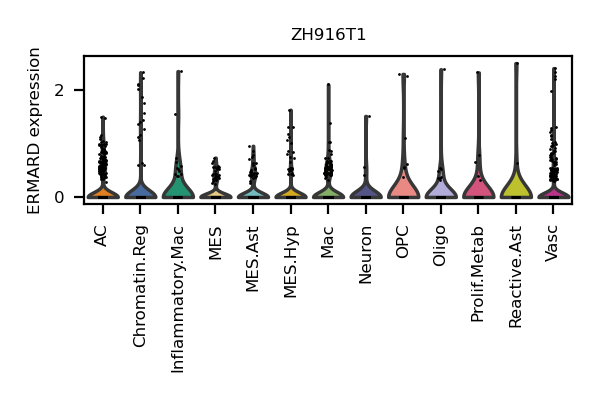 ZH916T1
ERMARD expression
2
0
AC
Chromatin.Reg
Inflammatory.Mac
MES
MES.Ast
MES.Hyp
Mac
Neuron
OPC
Oligo
Prolif.Metab
Reactive.Ast
Vasc